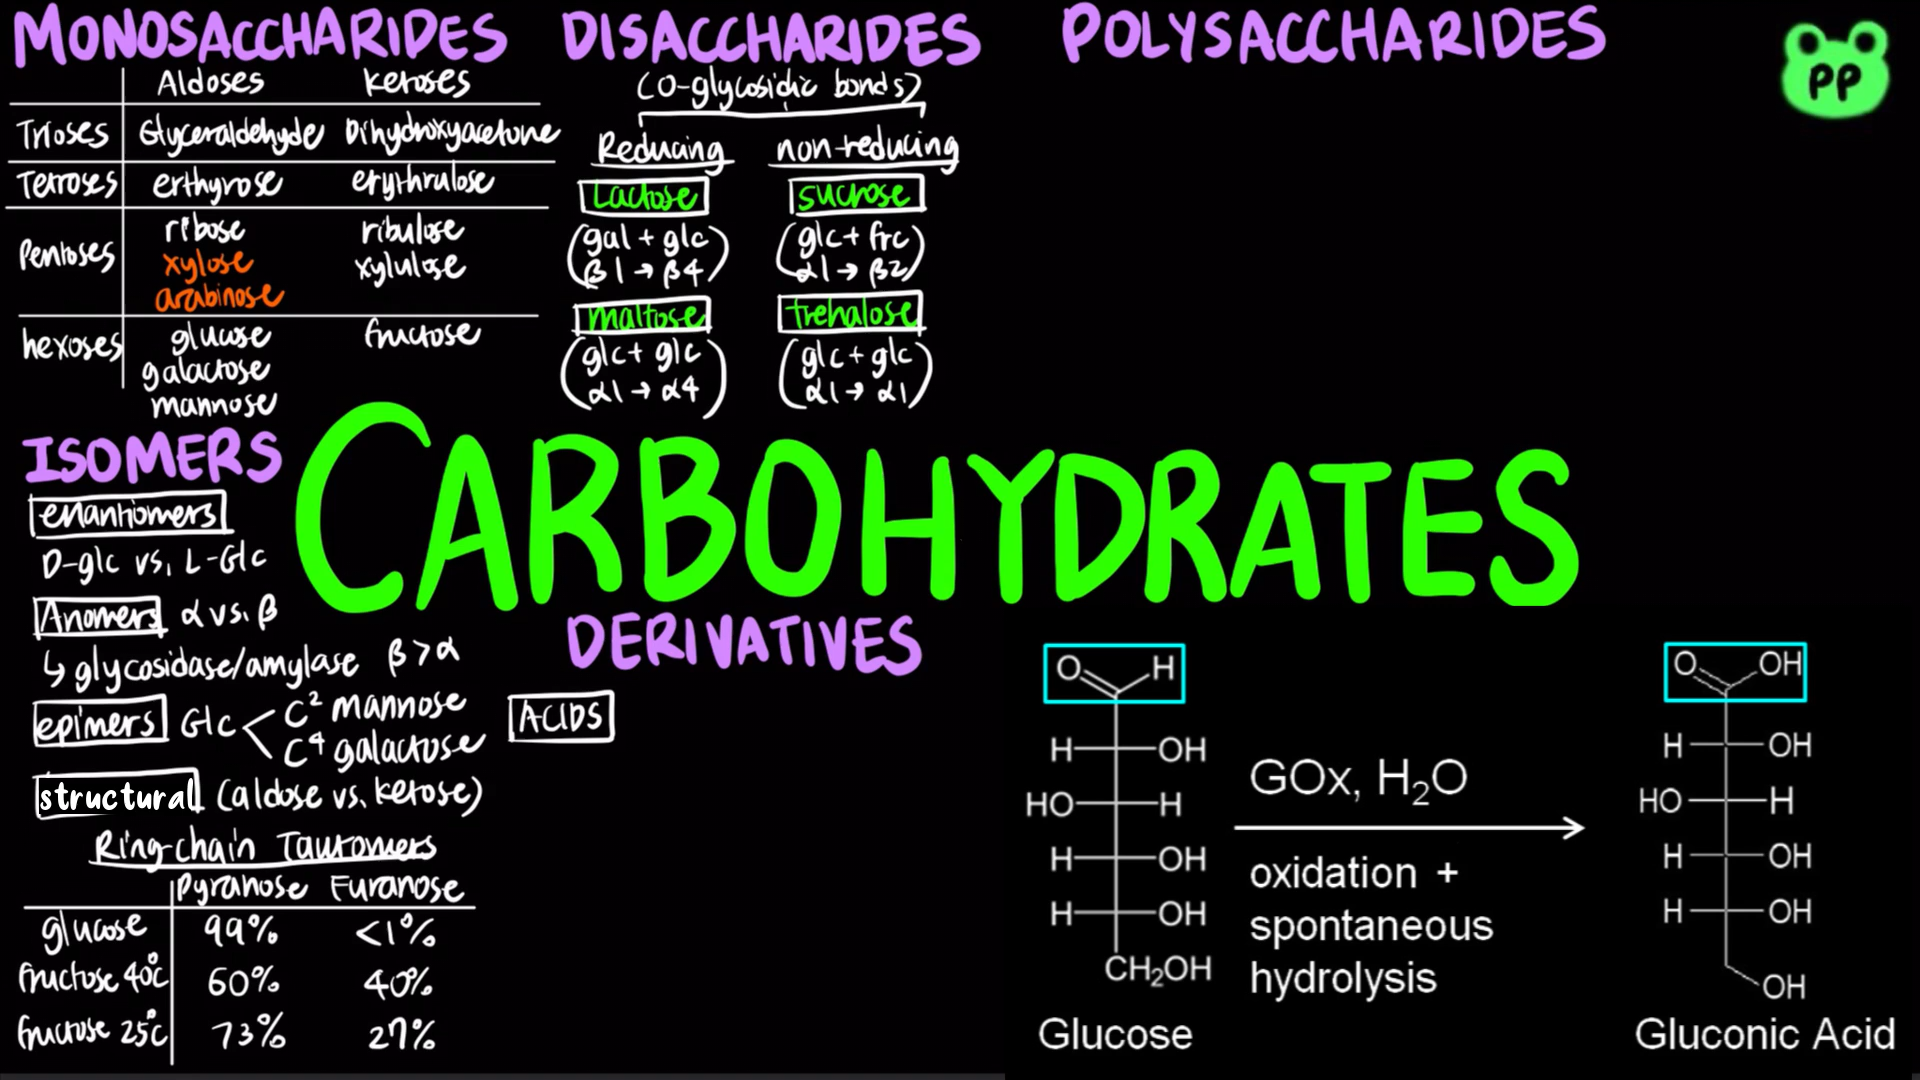 MONOSACCHARIDES
Aldoses ketoses
Trioses Glyceraldehyde Dihydroxyacetone
Tetroses erthyrose erythrulose
Pentoses
ribose ribulose
xylose xylulose
arabinose
hexoses
glucose fructose
galactose
mannose
DISACCHARIDES
(O-glycosidic bonds)
Reducing non-reducing
Lactose sucrose
(gal + glc (glc + frc
β1→β4) α1→β2)
maltose trehalose
(glc + glc (glc + glc
α1→α4) α1→α1)
POLYSACCHARIDES
PP
CARBOHYDRATES
ISOMERS
enantiomers
D-glc vs. L-Glc
Anomers α vs. β
↳ glycosidase/amylase β>α
epimers Glc < C² mannose
C⁴ galactose
structural (aldose vs. ketose)
Ring-chain Tautomers
Pyranose Furanose
glucose 99% <1%
fructose 40°C 60% 40%
fructose 25°C 73% 27%
DERIVATIVES
ACIDS
O H
H OH
HO H
H OH
H OH
CH₂OH
Glucose
GOx, H₂O
oxidation +
spontaneous
hydrolysis
O OH
H OH
HO H
H OH
H OH
OH
Gluconic Acid